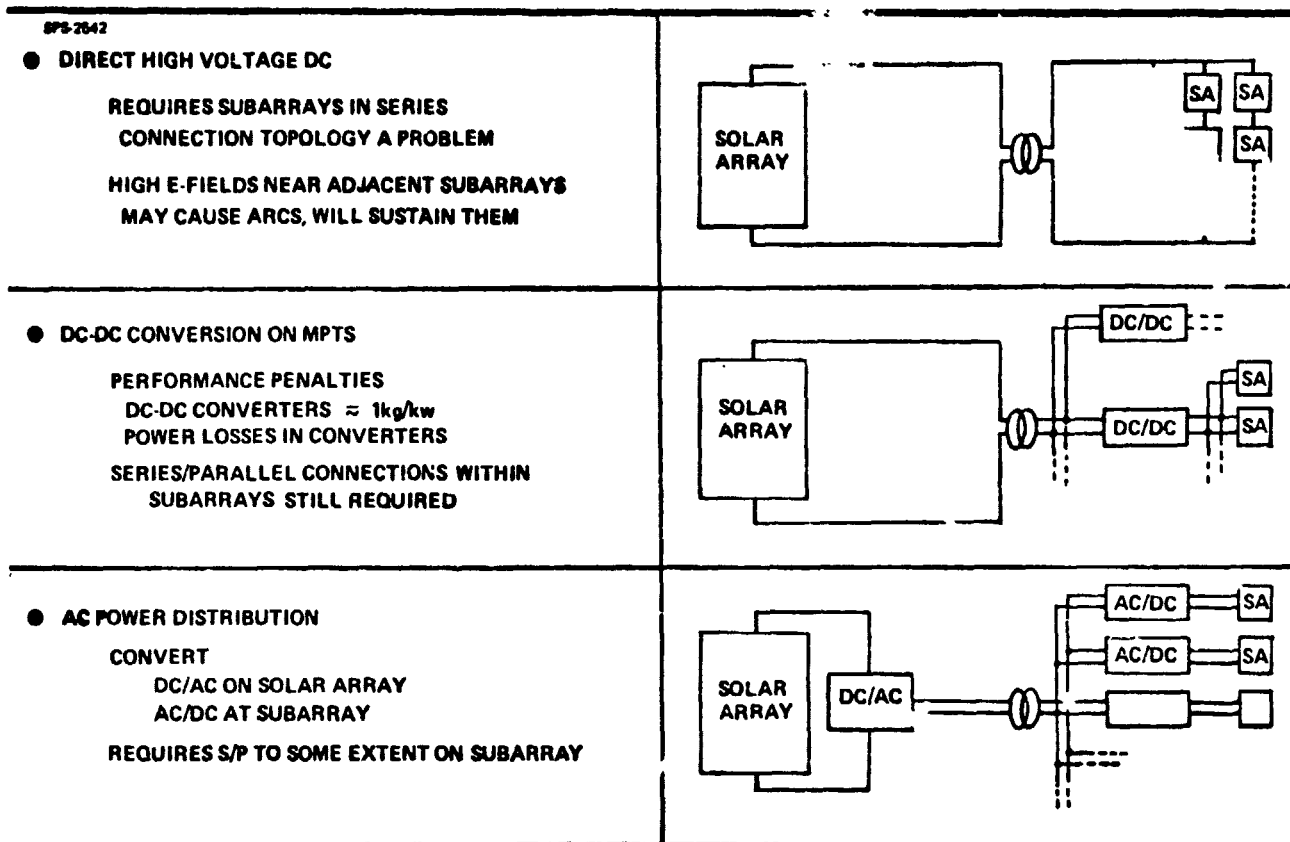 SPS-2642
● DIRECT HIGH VOLTAGE DC
REQUIRES SUBARRAYS IN SERIES
CONNECTION TOPOLOGY A PROBLEM
HIGH E-FIELDS NEAR ADJACENT SUBARRAYS
MAY CAUSE ARCS, WILL SUSTAIN THEM
SOLAR
ARRAY
SA
SA
SA
● DC-DC CONVERSION ON MPTS
PERFORMANCE PENALTIES
DC-DC CONVERTERS ≈ 1kg/kw
POWER LOSSES IN CONVERTERS
SERIES/PARALLEL CONNECTIONS WITHIN
SUBARRAYS STILL REQUIRED
SOLAR
ARRAY
DC/DC
SA
DC/DC
SA
● AC POWER DISTRIBUTION
CONVERT
DC/AC ON SOLAR ARRAY
AC/DC AT SUBARRAY
REQUIRES S/P TO SOME EXTENT ON SUBARRAY
SOLAR
ARRAY
DC/AC
AC/DC
SA
AC/DC
SA